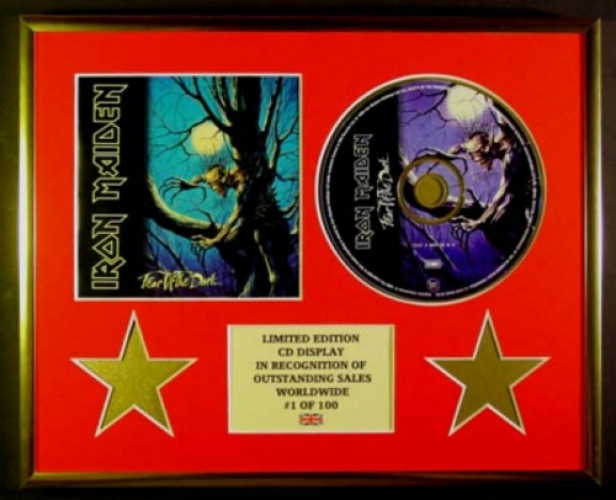 IRON MAIDEN
Fear Of The Dark
IRON MAIDEN
Fear Of The Dark
EMI
LIMITED EDITION
CD DISPLAY
IN RECOGNITION OF
OUTSTANDING SALES
WORLDWIDE
#1 OF 100